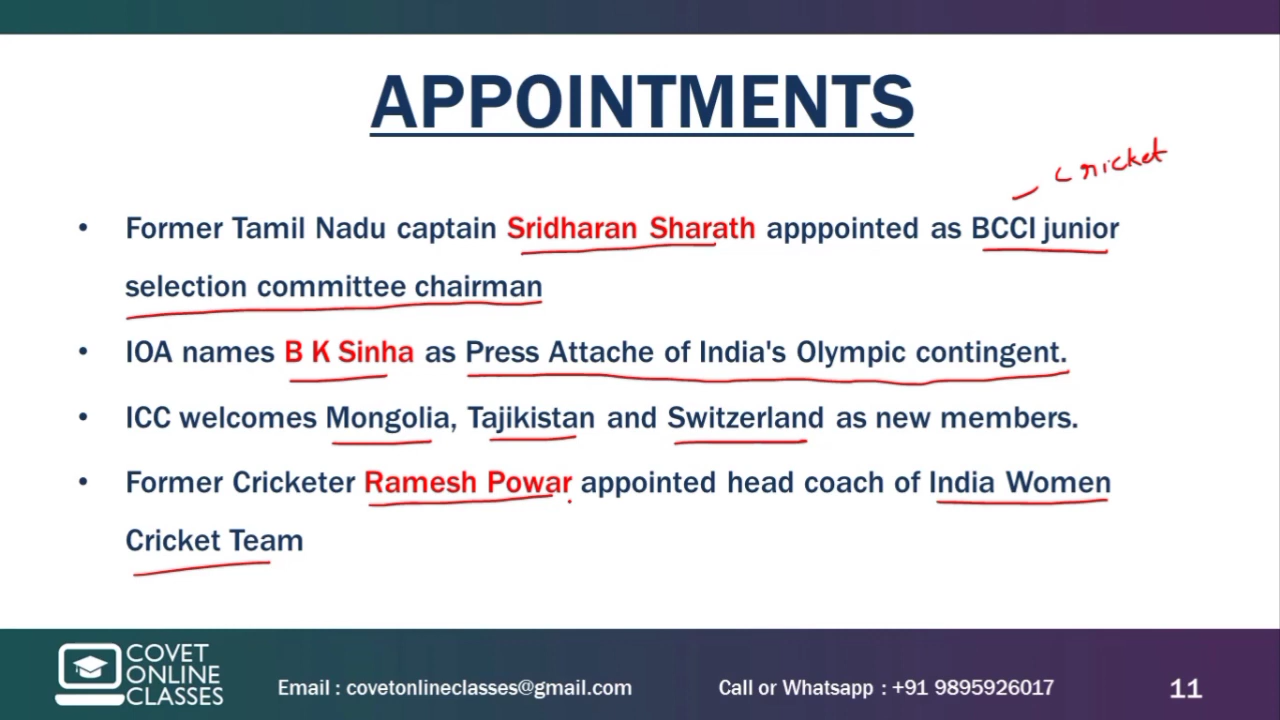 APPOINTMENTS
cricket
• Former Tamil Nadu captain Sridharan Sharath apppointed as BCCI junior
selection committee chairman
• IOA names B K Sinha as Press Attache of India's Olympic contingent.
• ICC welcomes Mongolia, Tajikistan and Switzerland as new members.
• Former Cricketer Ramesh Powar appointed head coach of India Women
Cricket Team
COVET
ONLINE
CLASSES
Email : covetonlineclasses@gmail.com
Call or Whatsapp : +91 9895926017
11